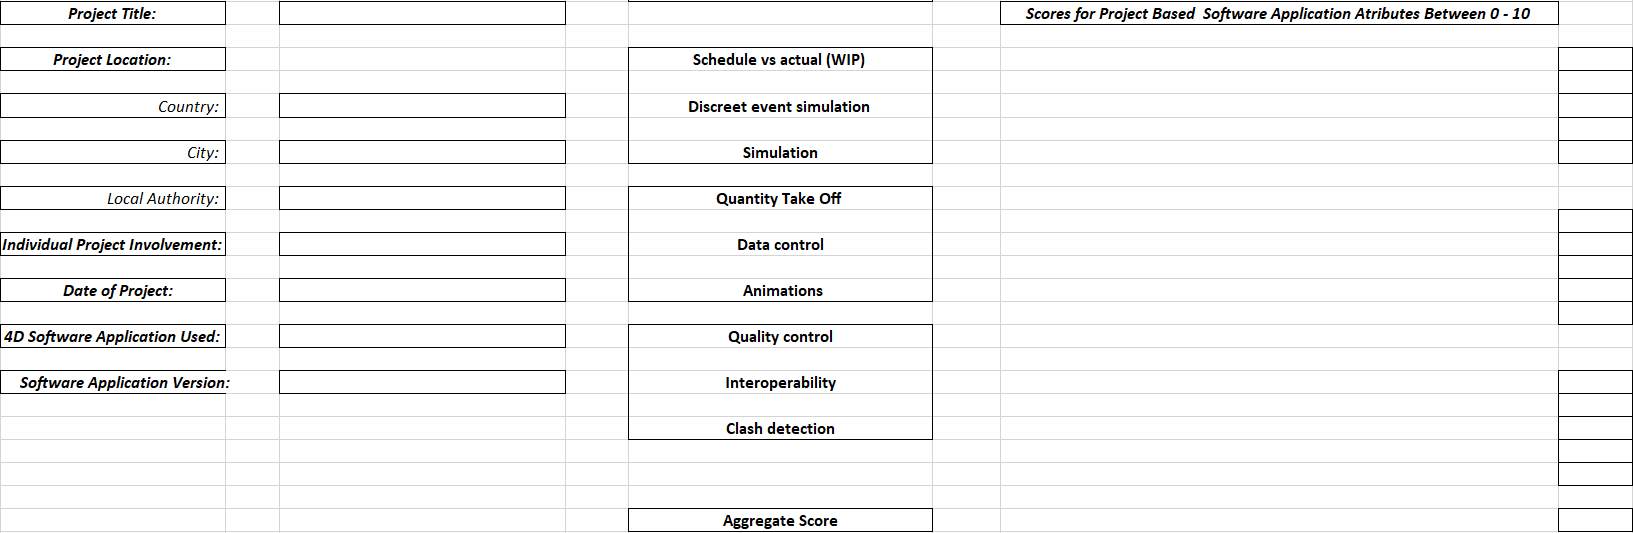 Project Title:
Scores for Project Based  Software Application Atributes Between 0 - 10
Project Location:
Schedule vs actual (WIP)
Country:
Discreet event simulation
City:
Simulation
Local Authority:
Quantity Take Off
Individual Project Involvement:
Data control
Date of Project:
Animations
4D Software Application Used:
Quality control
Software Application Version:
Interoperability
Clash detection
Aggregate Score